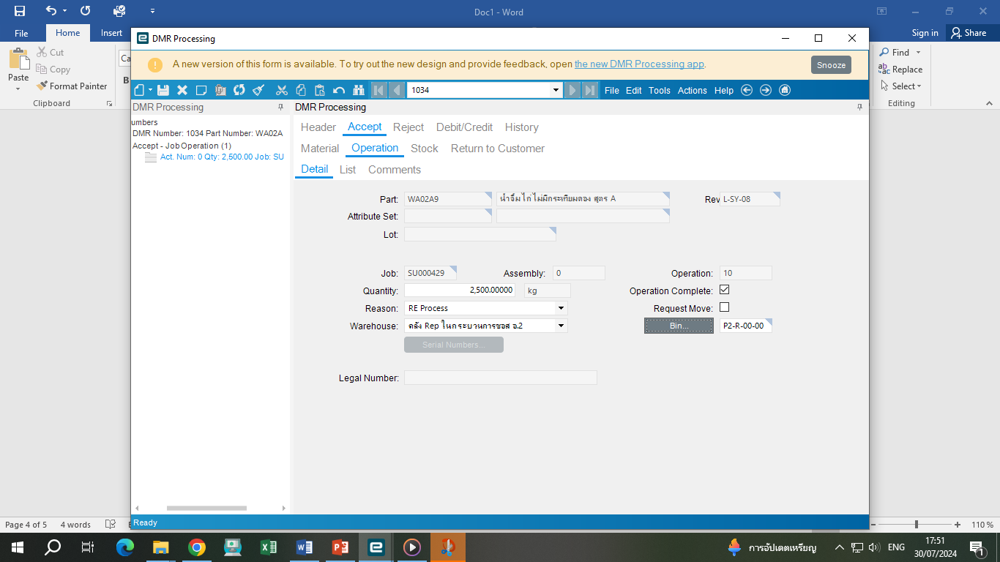 Doc1 - Word
File Home Insert Sign in Share
Cut
Copy
Format Painter
Paste
Clipboard
Ca
B
Find
Replace
Select
Editing
DMR Processing
A new version of this form is available. To try out the new design and provide feedback, open the new DMR Processing app.
Snooze
1034 File Edit Tools Actions Help
DMR Processing
umbers
DMR Number: 1034 Part Number: WA02A
Accept - Job Operation (1)
Act. Num: 0 Qty: 2,500.00 Job: SU
DMR Processing
Header Accept Reject Debit/Credit History
Material Operation Stock Return to Customer
Detail List Comments
Part: WA02A9 น้ำจิ้มไก่ ไม่มีกระเทียมดอง สูตร A Rev L-SY-08
Attribute Set:
Lot:
Job: SU000429 Assembly: 0 Operation: 10
Quantity: 2,500.00000 kg Operation Complete:
Reason: RE Process Request Move:
Warehouse: คลัง Rep ในกระบวนการซอส อ.2 Bin... P2-R-00-00
Serial Numbers...
Legal Number:
Ready
Page 4 of 5 4 words 110 %
การอัปเดตเหรียญ ENG 17:51
30/07/2024
1